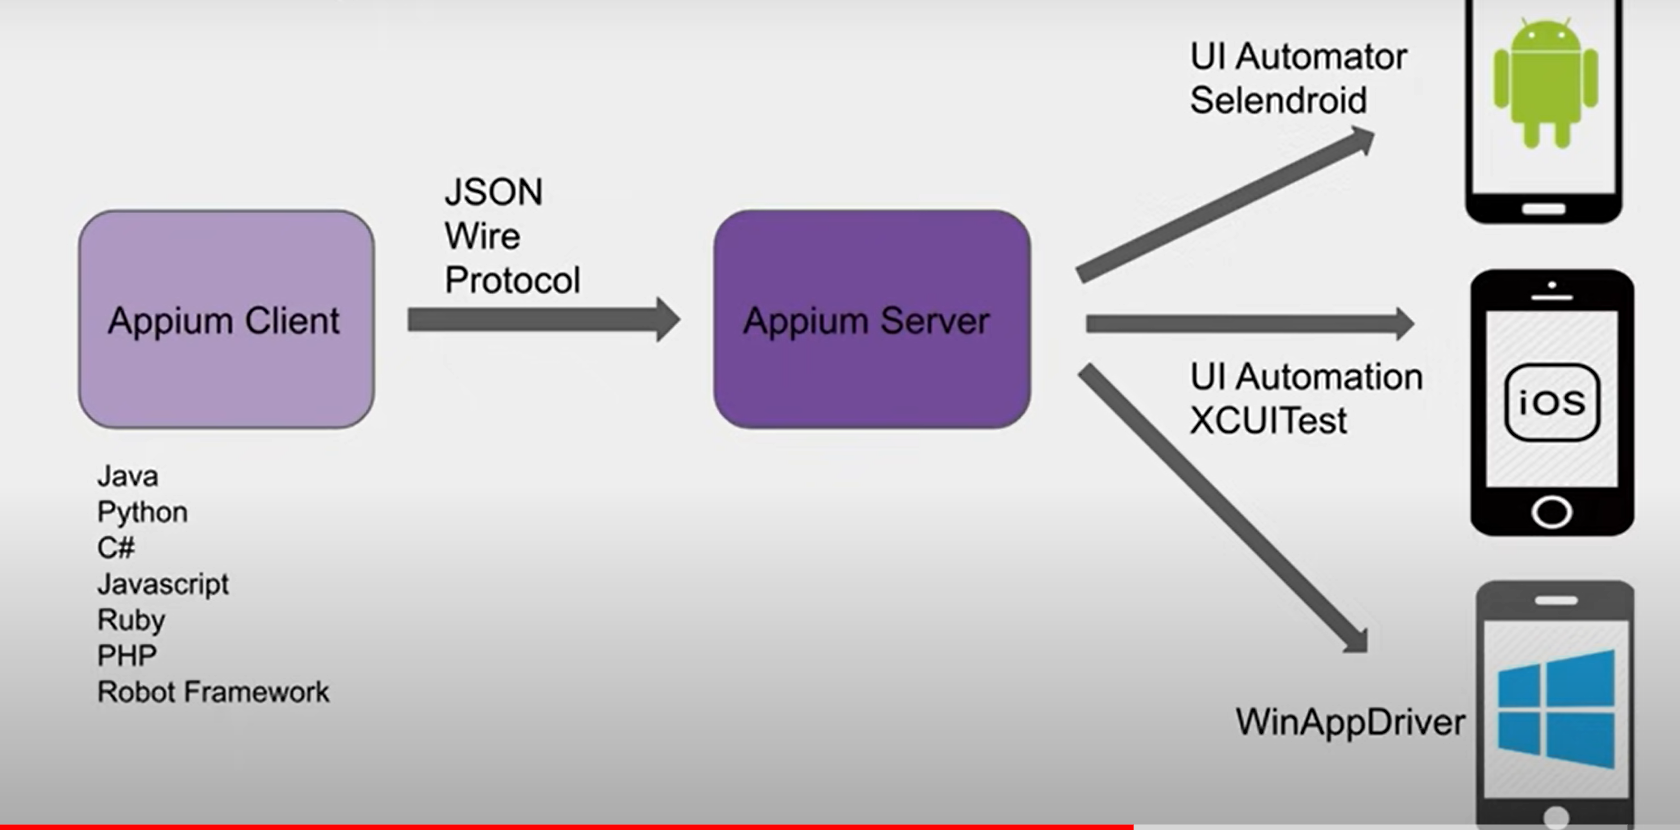 UI Automator
Selendroid
JSON
Wire
Protocol
Appium Client
Appium Server
UI Automation
XCUITest
iOS
Java
Python
C#
Javascript
Ruby
PHP
Robot Framework
WinAppDriver